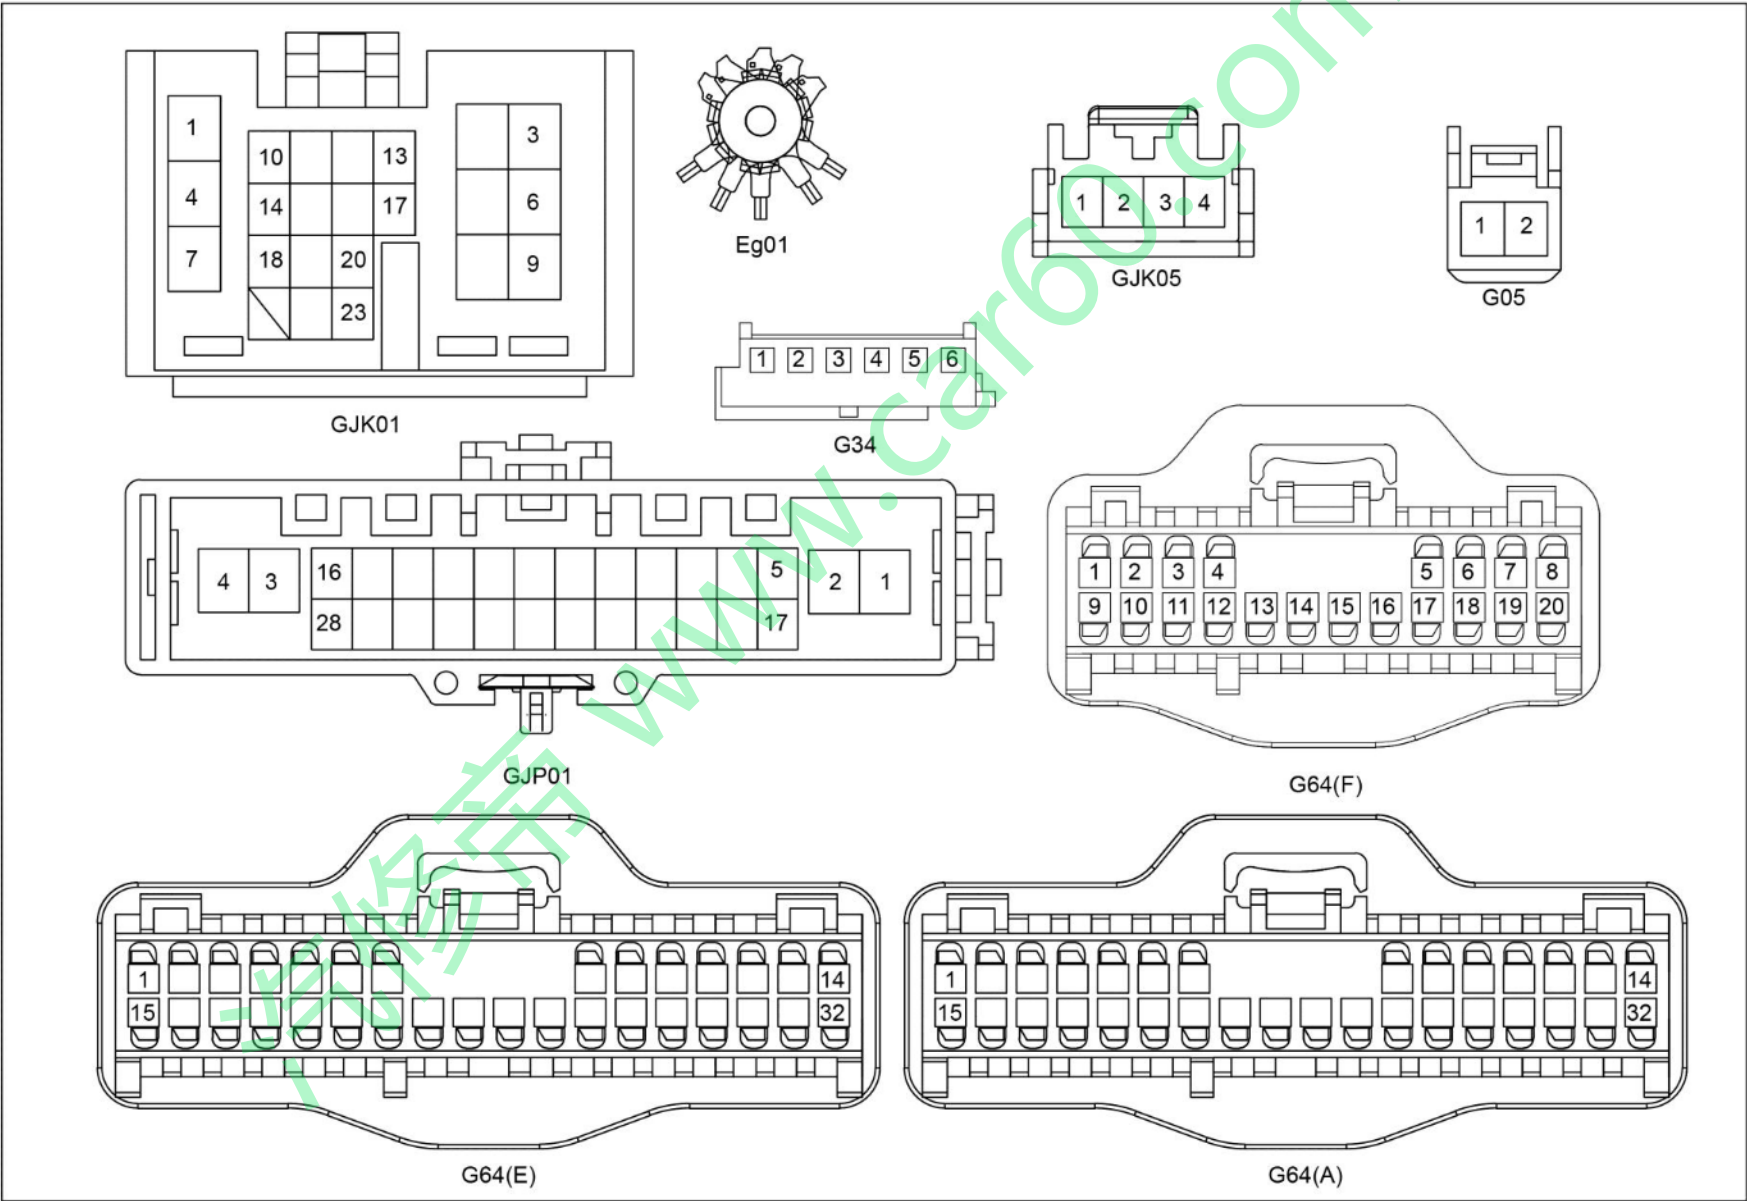 1
4
7
10 13
14 17
18 20
23
3
6
9
GJK01
Eg01
1 2 3 4
GJK05
1 2
G05
1 2 3 4 5 6
G34
4 3 16 5 2 1
28 17
GJP01
1 2 3 4 5 6 7 8
9 10 11 12 13 14 15 16 17 18 19 20
G64(F)
1 14
15 32
G64(E)
1 14
15 32
G64(A)
汽修帝 www.car60.com